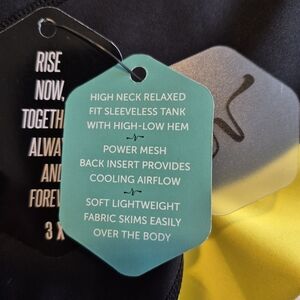 RISE
NOW,
TOGETH
ALWA
AND
FOREV
3 X
HIGH NECK RELAXED
FIT SLEEVELESS TANK
WITH HIGH-LOW HEM
POWER MESH
BACK INSERT PROVIDES
COOLING AIRFLOW
SOFT LIGHTWEIGHT
FABRIC SKIMS EASILY
OVER THE BODY